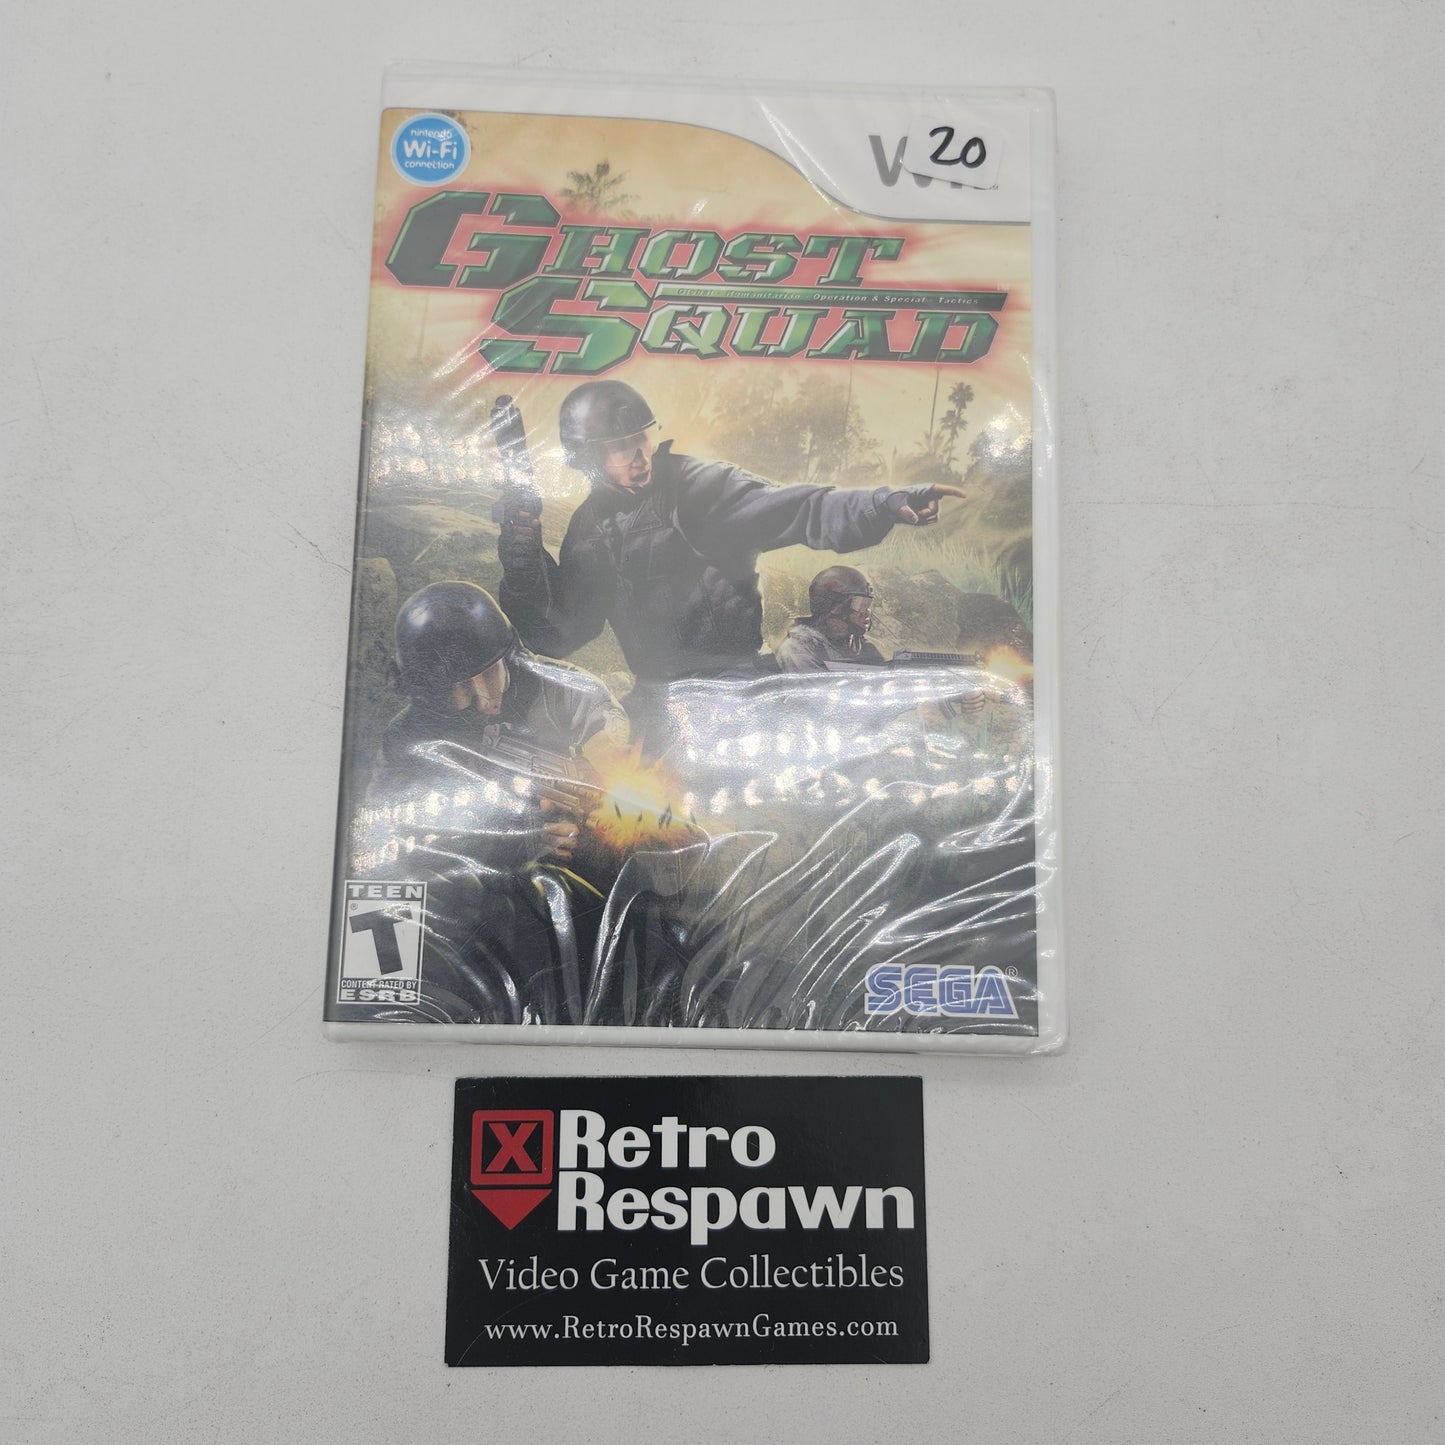 nintendo
Wi-Fi
connection
20
GHOST
Global - Humanitarian - Operation & Special - Tactics
SQUAD
TEEN
T
CONTENT RATED BY
ESRB
SEGA
X Retro
Respawn
Video Game Collectibles
www.RetroRespawnGames.com